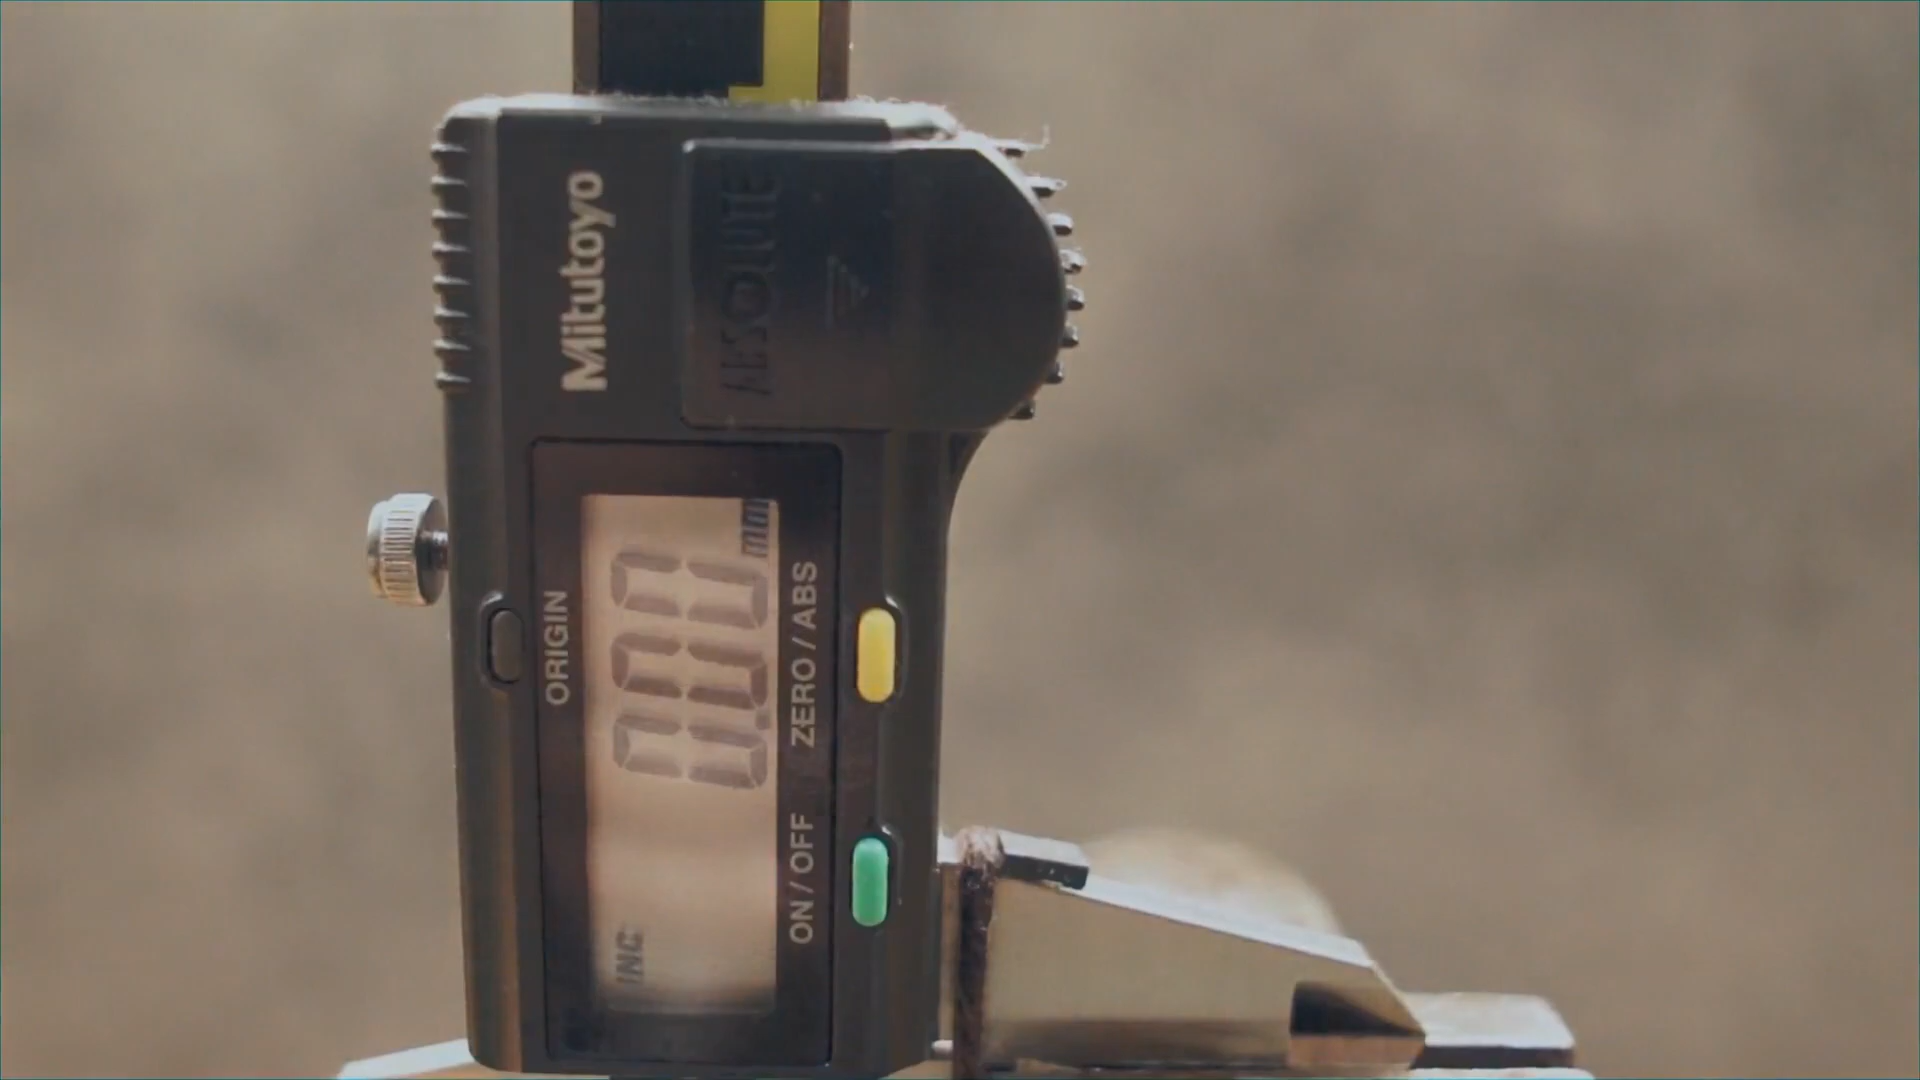 Mitutoyo
ABSOLUTE
ORIGIN
INC
0.00 mm
ON/OFF ZERO/ABS